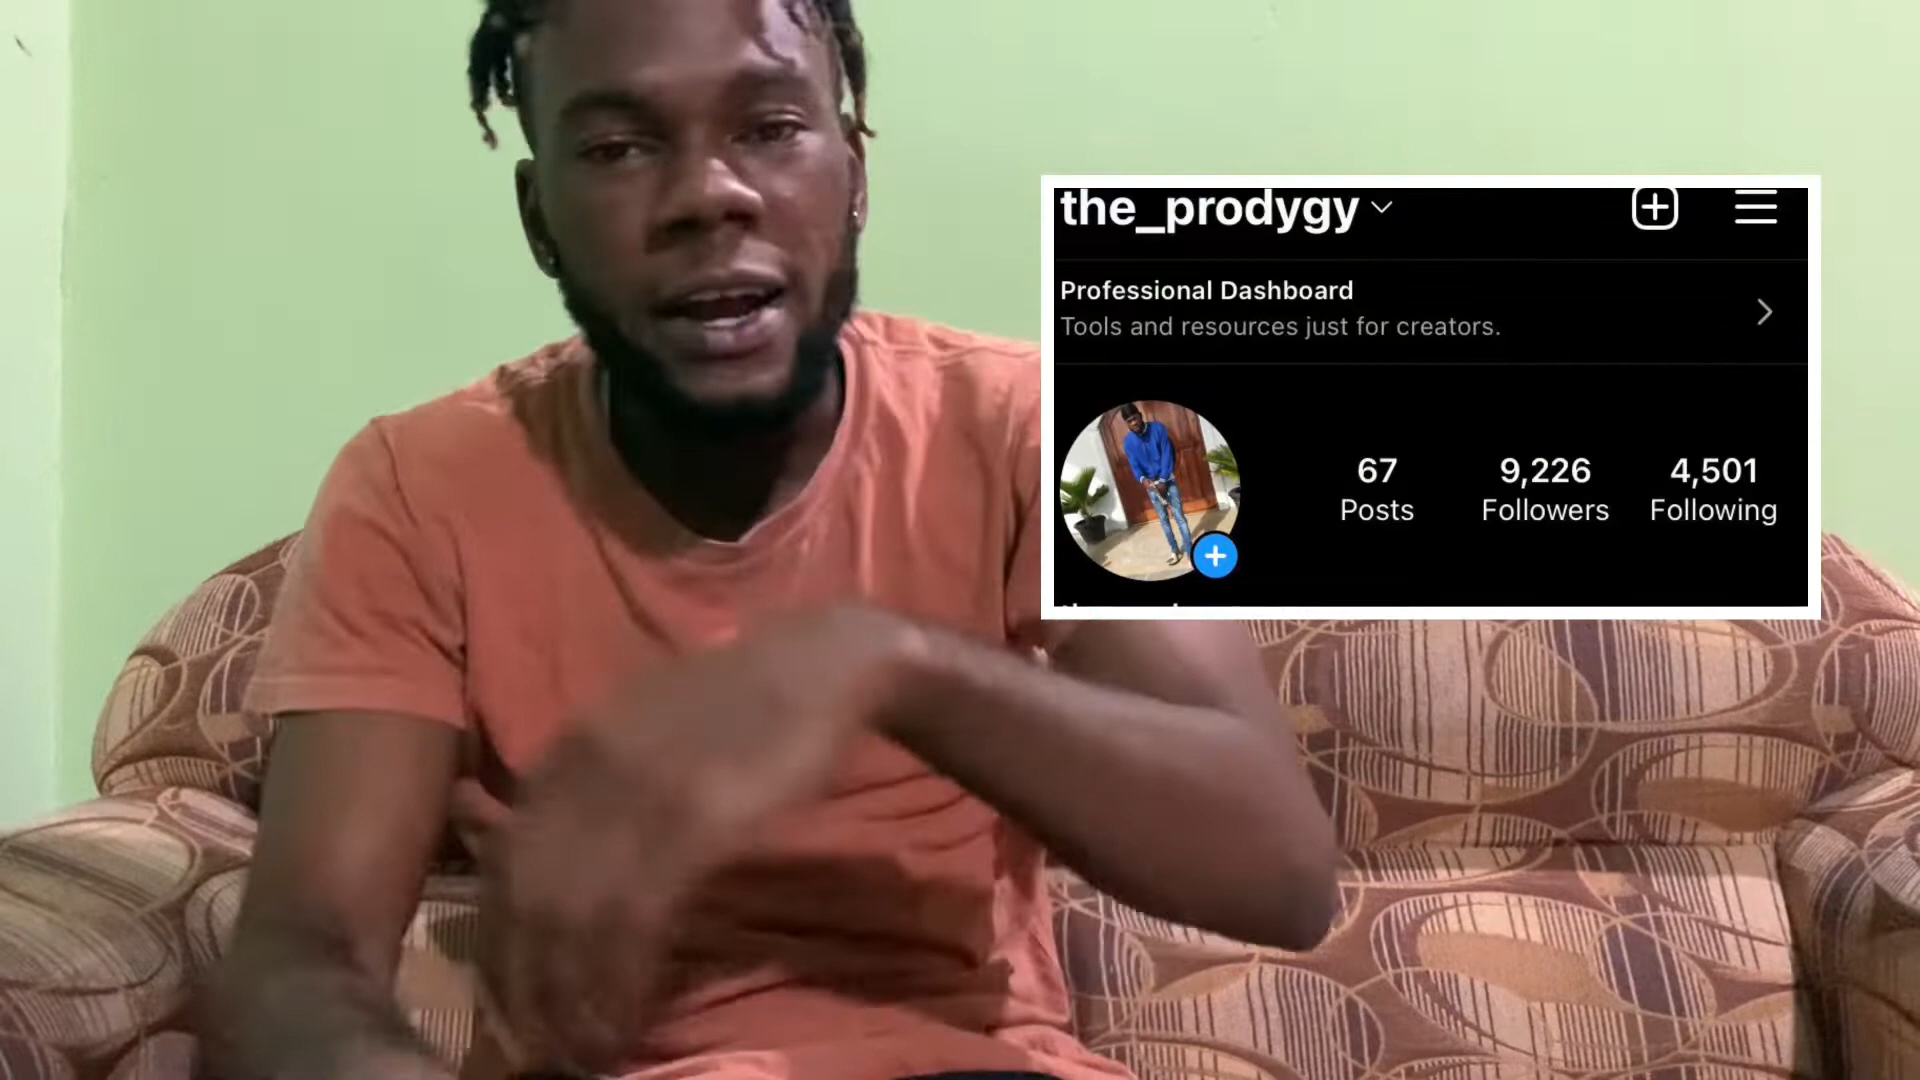 the_prodygy
Professional Dashboard
Tools and resources just for creators.
67 9,226 4,501
Posts Followers Following